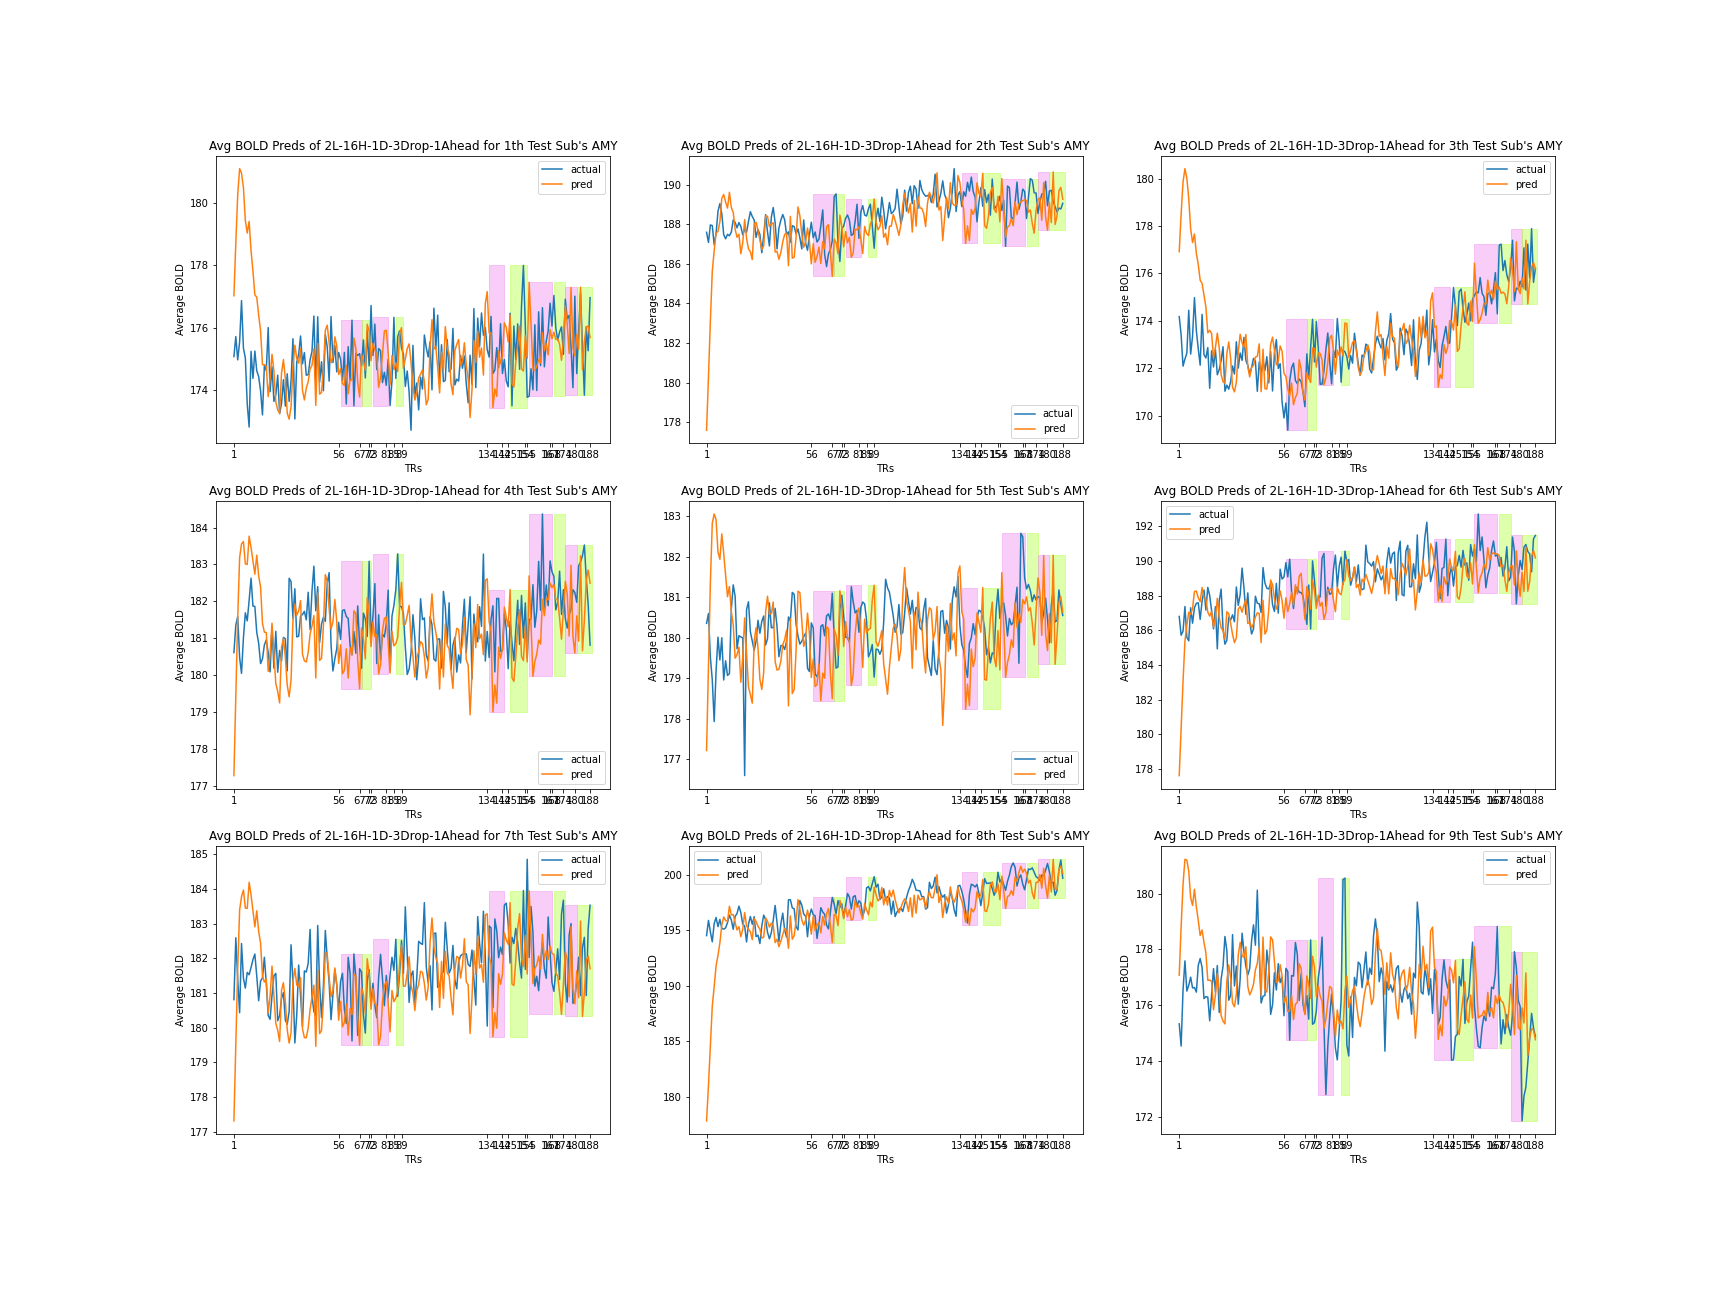 Avg BOLD Preds of 2L-16H-1D-3Drop-1Ahead for 1th Test Sub's AMY
Avg BOLD Preds of 2L-16H-1D-3Drop-1Ahead for 2th Test Sub's AMY
Avg BOLD Preds of 2L-16H-1D-3Drop-1Ahead for 3th Test Sub's AMY
actual
pred
180
178
176
174
Average BOLD
1
56
134
188
TRs
actual
pred
190
188
186
184
182
180
178
Average BOLD
1
56
134
188
TRs
actual
pred
180
178
176
174
172
170
Average BOLD
1
56
134
188
TRs
Avg BOLD Preds of 2L-16H-1D-3Drop-1Ahead for 4th Test Sub's AMY
Avg BOLD Preds of 2L-16H-1D-3Drop-1Ahead for 5th Test Sub's AMY
Avg BOLD Preds of 2L-16H-1D-3Drop-1Ahead for 6th Test Sub's AMY
actual
pred
184
183
182
181
180
179
178
177
Average BOLD
1
56
134
188
TRs
actual
pred
183
182
181
180
179
178
177
Average BOLD
1
56
134
188
TRs
actual
pred
192
190
188
186
184
182
180
178
Average BOLD
1
56
134
188
TRs
Avg BOLD Preds of 2L-16H-1D-3Drop-1Ahead for 7th Test Sub's AMY
Avg BOLD Preds of 2L-16H-1D-3Drop-1Ahead for 8th Test Sub's AMY
Avg BOLD Preds of 2L-16H-1D-3Drop-1Ahead for 9th Test Sub's AMY
actual
pred
185
184
183
182
181
180
179
178
177
Average BOLD
1
56
134
188
TRs
actual
pred
200
195
190
185
180
Average BOLD
1
56
134
188
TRs
actual
pred
180
178
176
174
172
Average BOLD
1
56
134
188
TRs